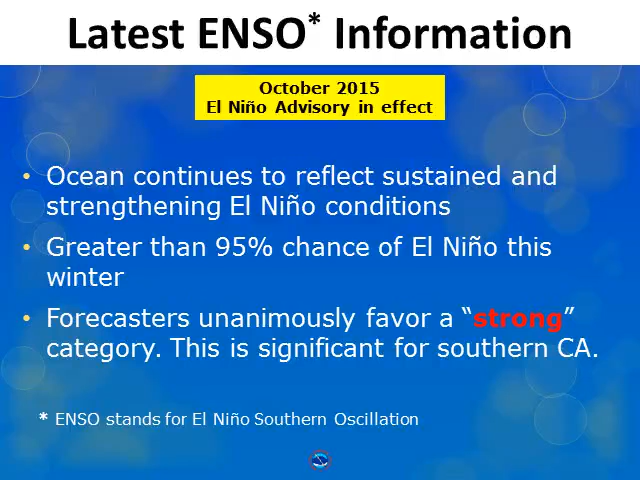 Latest ENSO* Information
October 2015
El Niño Advisory in effect
• Ocean continues to reflect sustained and
strengthening El Niño conditions
• Greater than 95% chance of El Niño this
winter
• Forecasters unanimously favor a “strong”
category. This is significant for southern CA.
* ENSO stands for El Niño Southern Oscillation